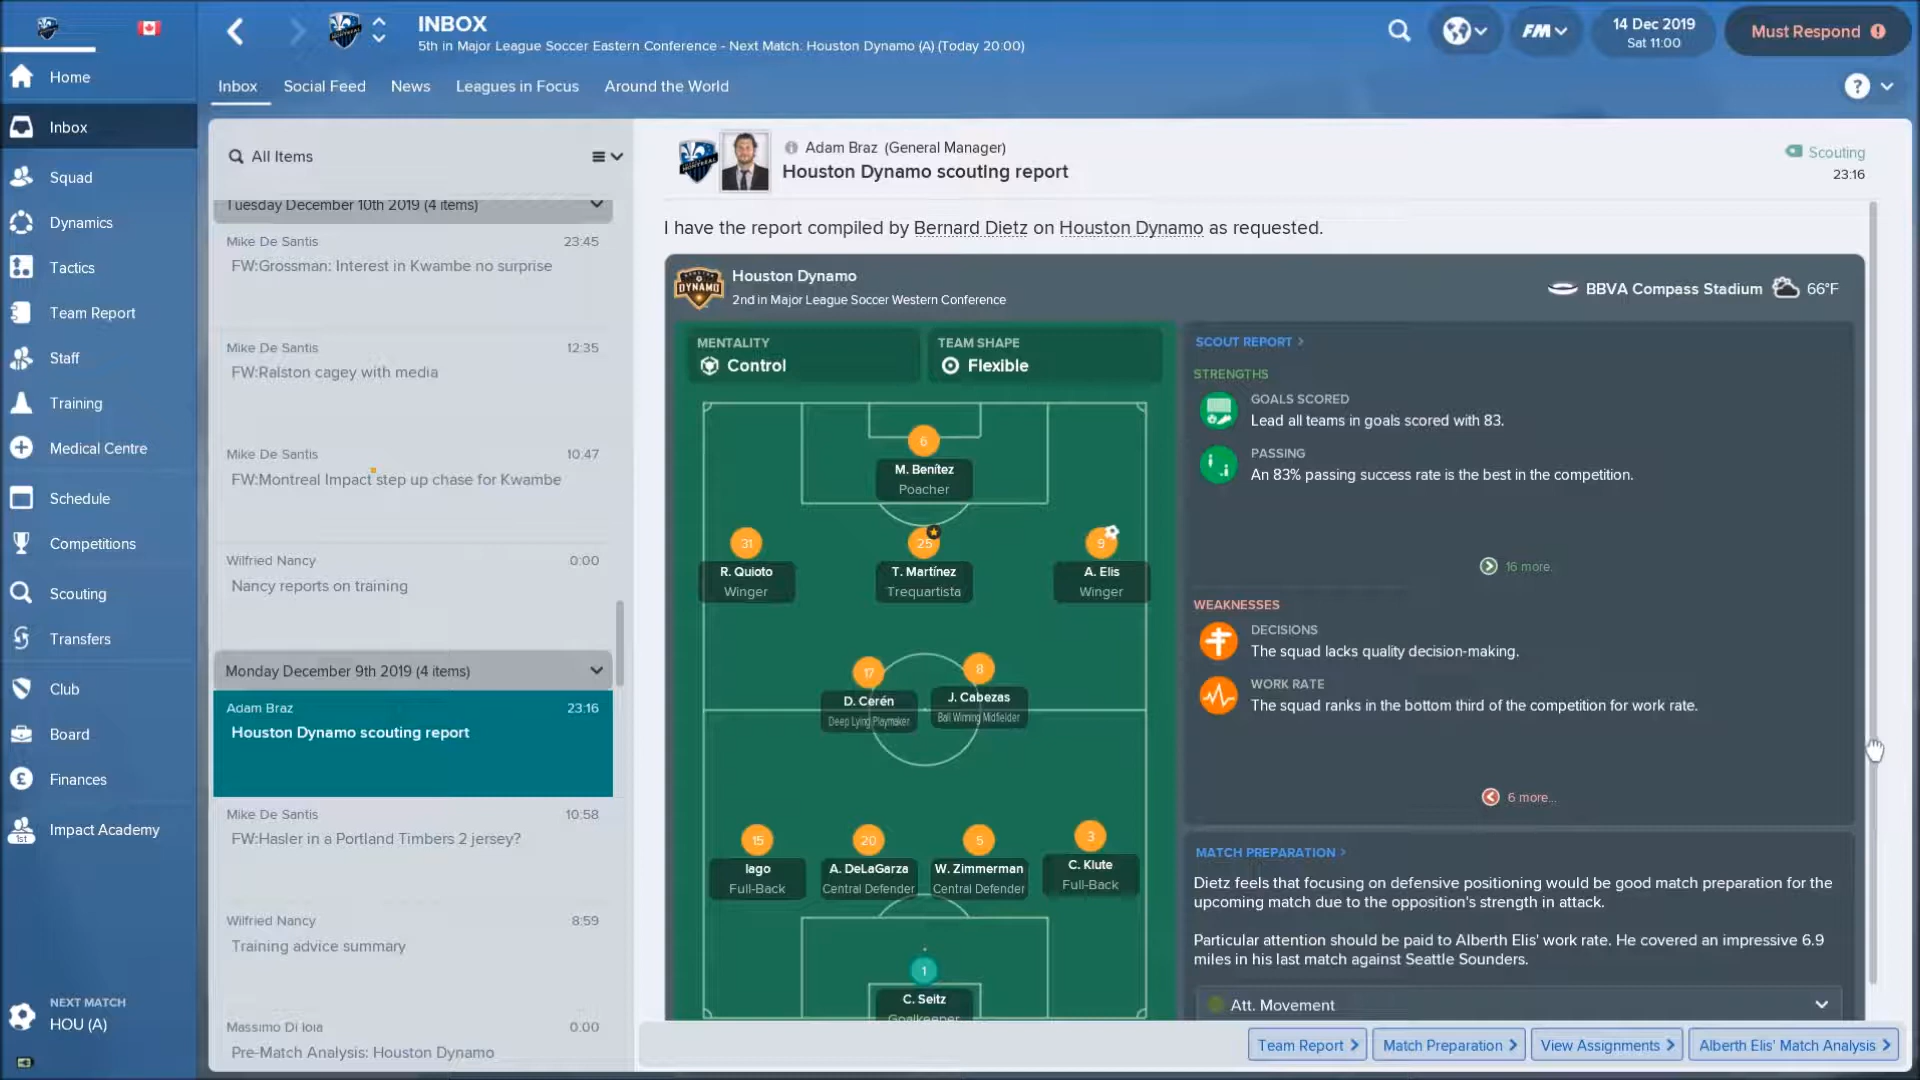 INBOX
5th in Major League Soccer Eastern Conference - Next Match: Houston Dynamo (A) (Today 20:00)
FM
14 Dec 2019
Sat 11:00
Must Respond
Home
Inbox
Squad
Dynamics
Tactics
Team Report
Staff
Training
Medical Centre
Schedule
Competitions
Scouting
Transfers
Club
Board
Finances
1st
Impact Academy
NEXT MATCH
HOU (A)
Inbox Social Feed News Leagues in Focus Around the World
?
All Items
Tuesday December 10th 2019 (4 items)
Mike De Santis 23:45
FW:Grossman: Interest in Kwambe no surprise
Mike De Santis 12:35
FW:Ralston cagey with media
Mike De Santis 10:47
FW:Montreal Impact step up chase for Kwambe
Wilfried Nancy 0:00
Nancy reports on training
Monday December 9th 2019 (4 items)
Adam Braz 23:16
Houston Dynamo scouting report
Mike De Santis 10:58
FW:Hasler in a Portland Timbers 2 jersey?
Wilfried Nancy 8:59
Training advice summary
Massimo Di Ioia 0:00
Pre-Match Analysis: Houston Dynamo
Adam Braz (General Manager)
Houston Dynamo scouting report
Scouting
23:16
I have the report compiled by Bernard Dietz on Houston Dynamo as requested.
DYNAMO
Houston Dynamo
2nd in Major League Soccer Western Conference
BBVA Compass Stadium 66°F
MENTALITY
Control
TEAM SHAPE
Flexible
6
M. Benítez
Poacher
31
R. Quioto
Winger
25
T. Martínez
Trequartista
9
A. Elis
Winger
17
D. Cerén
Deep Lying Playmaker
8
J. Cabezas
Ball Winning Midfielder
15
Iago
Full-Back
20
A. DeLaGarza
Central Defender
5
W. Zimmerman
Central Defender
3
C. Klute
Full-Back
1
C. Seitz
Goalkeeper
SCOUT REPORT >
STRENGTHS
GOALS SCORED
Lead all teams in goals scored with 83.
PASSING
An 83% passing success rate is the best in the competition.
16 more...
WEAKNESSES
DECISIONS
The squad lacks quality decision-making.
WORK RATE
The squad ranks in the bottom third of the competition for work rate.
6 more...
MATCH PREPARATION >
Dietz feels that focusing on defensive positioning would be good match preparation for the
upcoming match due to the opposition's strength in attack.
Particular attention should be paid to Alberth Elis' work rate. He covered an impressive 6.9
miles in his last match against Seattle Sounders.
Att. Movement
Team Report > Match Preparation > View Assignments > Alberth Elis' Match Analysis >